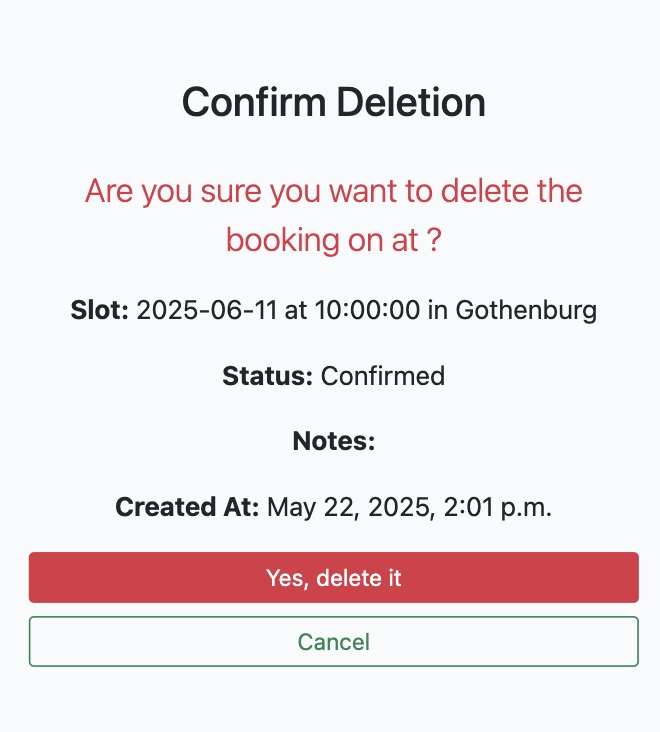 Confirm Deletion
Are you sure you want to delete the
booking on at ?
Slot: 2025-06-11 at 10:00:00 in Gothenburg
Status: Confirmed
Notes:
Created At: May 22, 2025, 2:01 p.m.
Yes, delete it
Cancel